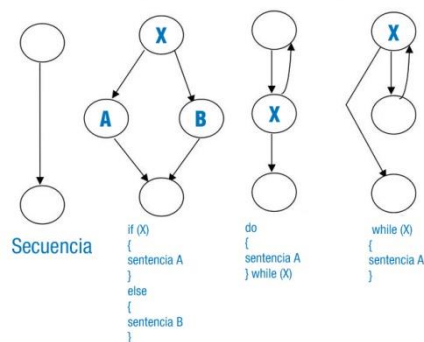 X
A
B
X
X
Secuencia
if (X)
{
sentencia A
}
else
{
sentencia B
}
do
{
sentencia A
} while (X)
while (X)
{
sentencia A
}